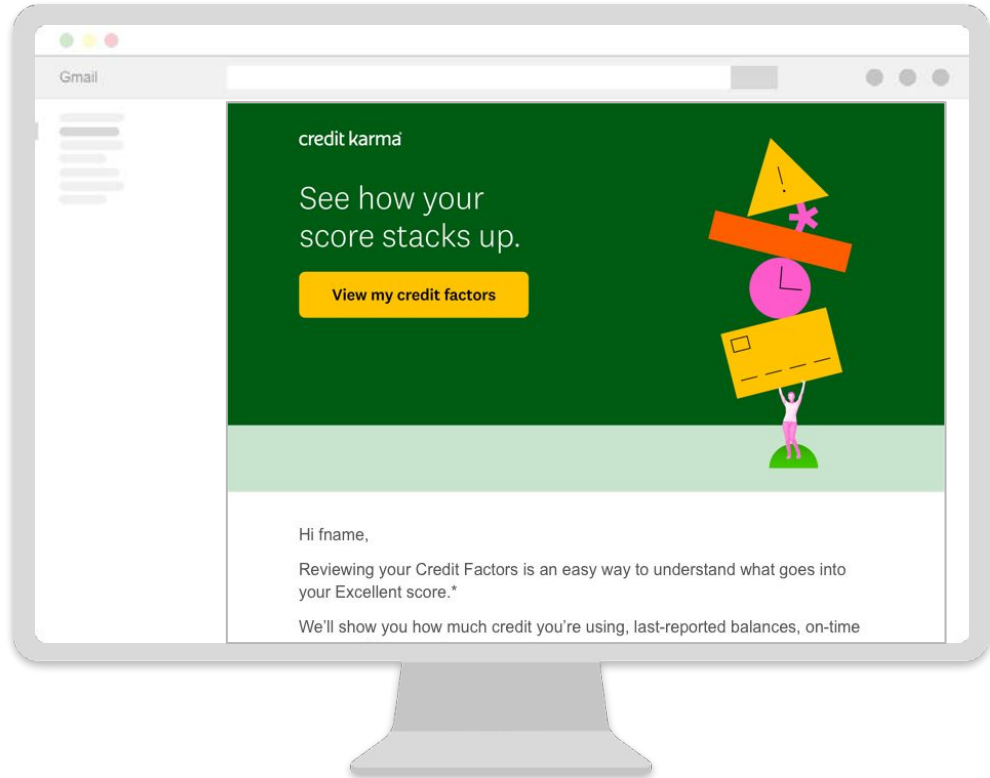 Gmail
credit karma
See how your
score stacks up.
View my credit factors
Hi fname,
Reviewing your Credit Factors is an easy way to understand what goes into
your Excellent score.*
We’ll show you how much credit you’re using, last-reported balances, on-time